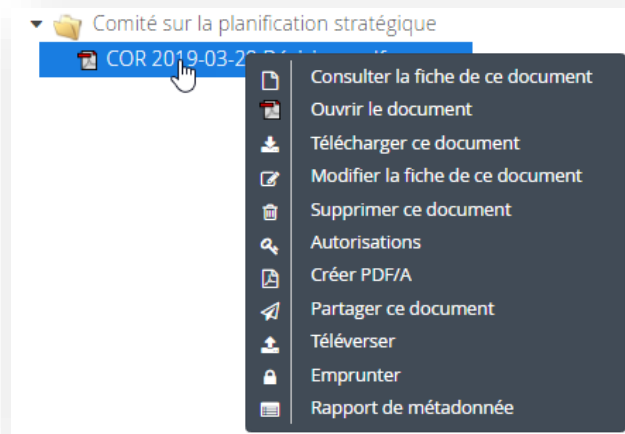 Comité sur la planification stratégique
COR 2019-03-2
Consulter la fiche de ce document
Ouvrir le document
Télécharger ce document
Modifier la fiche de ce document
Supprimer ce document
Autorisations
Créer PDF/A
Partager ce document
Téléverser
Emprunter
Rapport de métadonnée